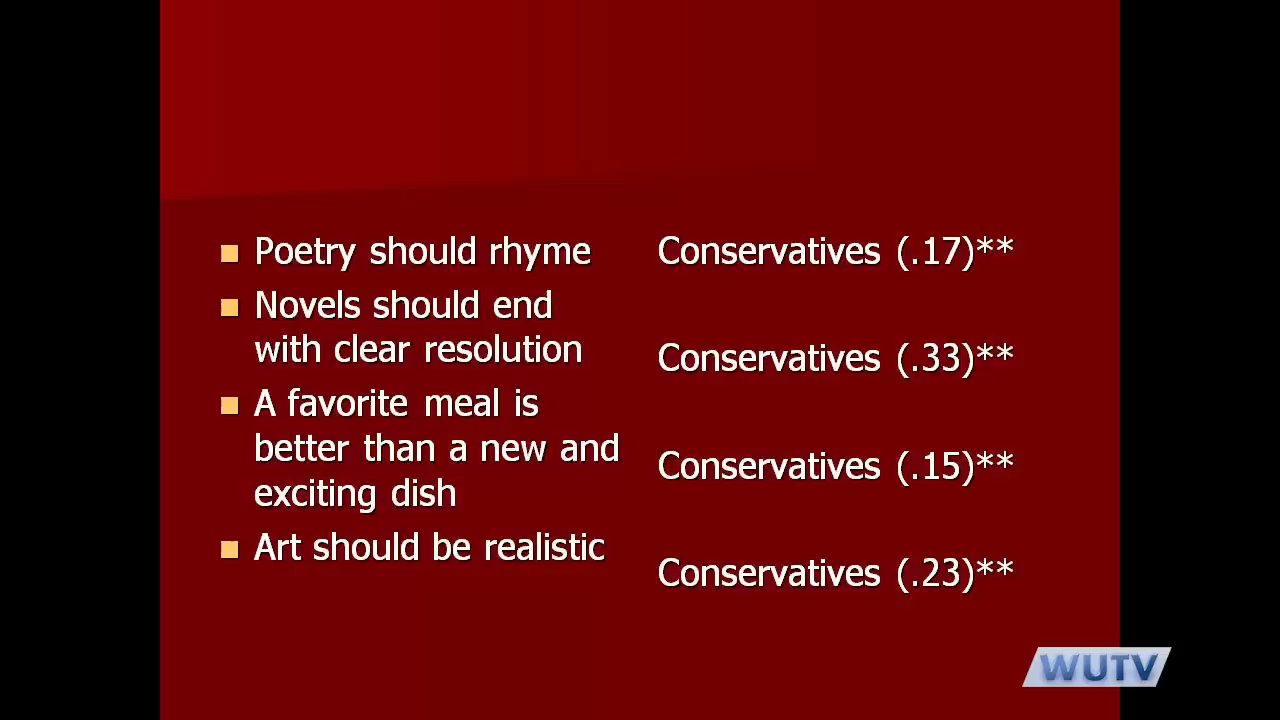 Poetry should rhyme
Conservatives (.17)**
Novels should end
with clear resolution
Conservatives (.33)**
A favorite meal is
better than a new and
exciting dish
Conservatives (.15)**
Art should be realistic
Conservatives (.23)**
WUTV